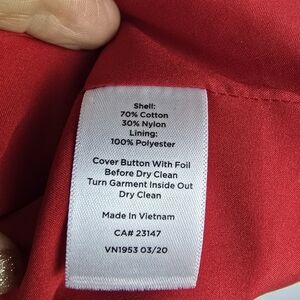 Shell:
70% Cotton
30% Nylon
Lining:
100% Polyester
Cover Button With Foil
Before Dry Clean
Turn Garment Inside Out
Dry Clean
Made In Vietnam
CA# 23147
VN1953 03/20